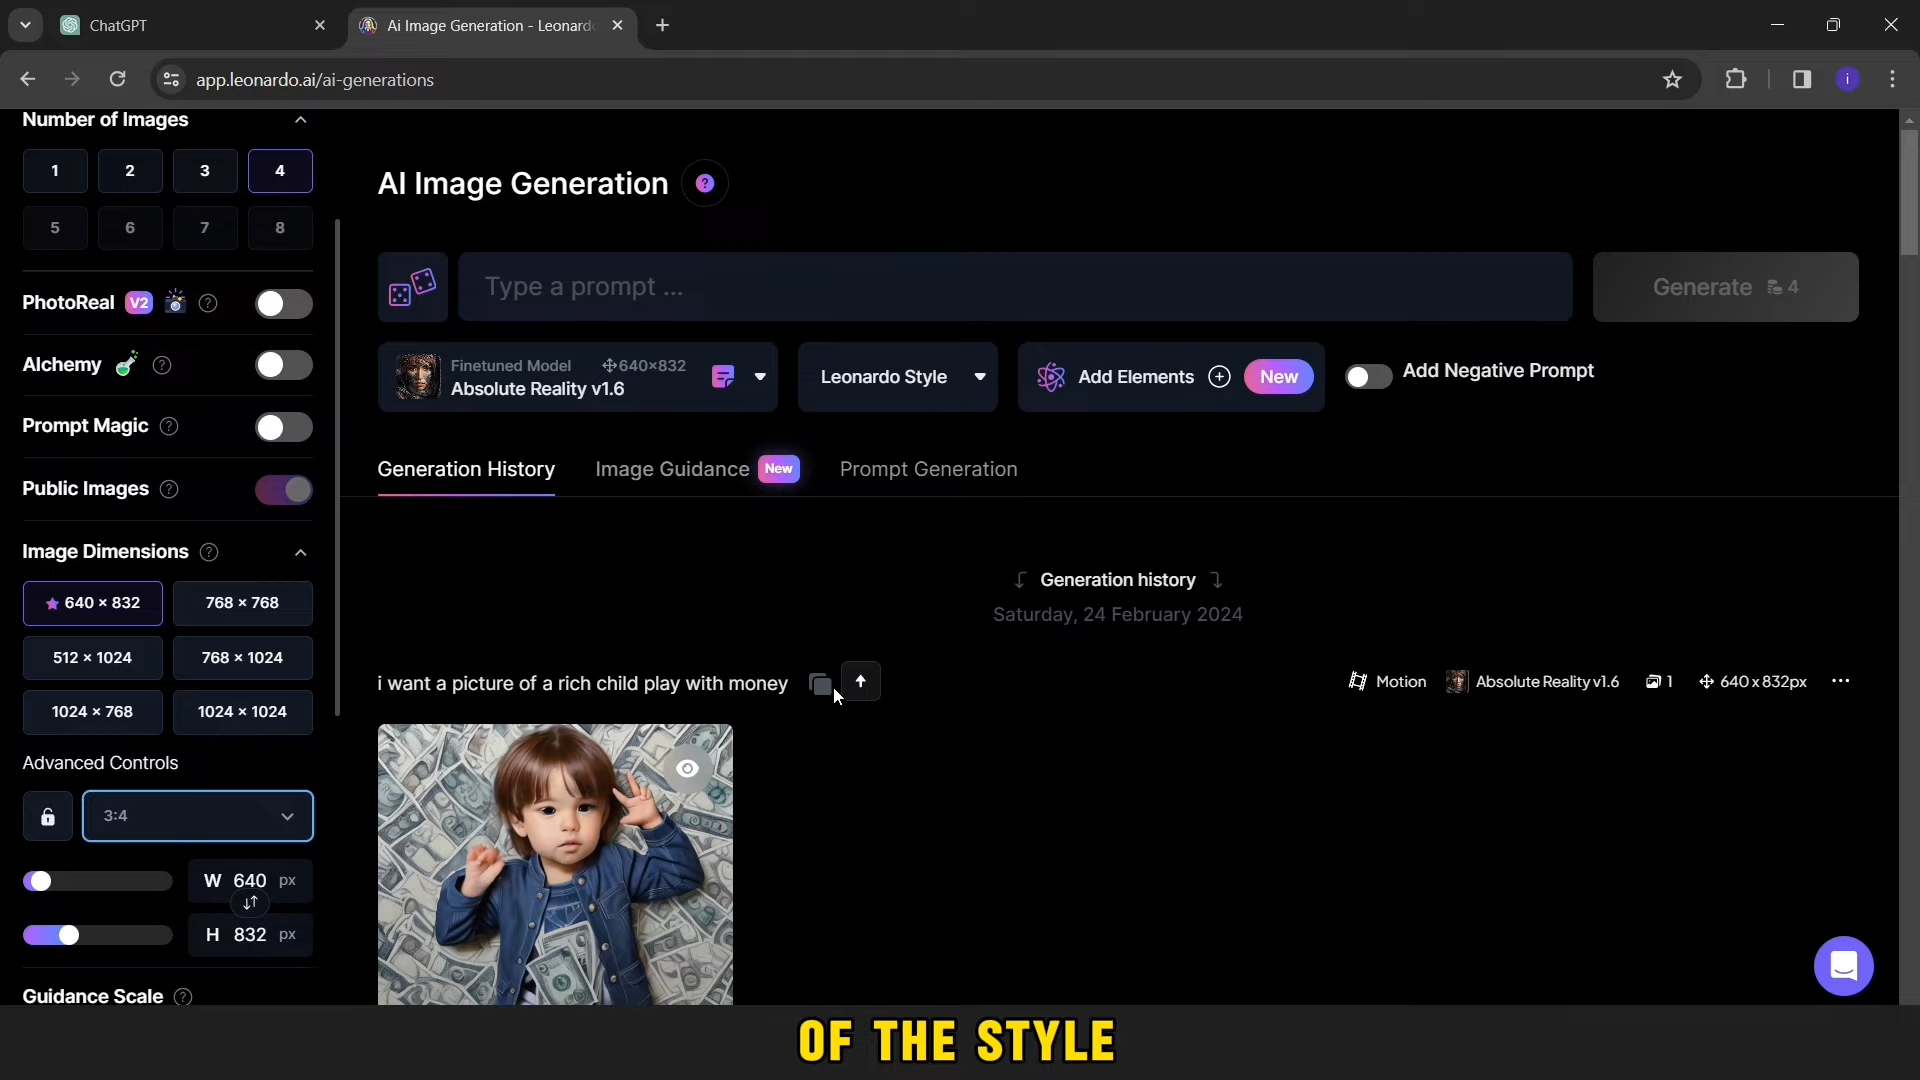 ChatGPT
Ai Image Generation - Leonard
app.leonardo.ai/ai-generations
i
Number of Images
1 2 3 4
5 6 7 8
PhotoReal V2
Alchemy
Prompt Magic
Public Images
Image Dimensions
640 × 832 768 × 768
512 × 1024 768 × 1024
1024 × 768 1024 × 1024
Advanced Controls
3:4
W 640 px
H 832 px
Guidance Scale
AI Image Generation
Type a prompt ...
Generate 4
Finetuned Model 640×832
Absolute Reality v1.6
Leonardo Style
Add Elements New
Add Negative Prompt
Generation History Image Guidance New Prompt Generation
Generation history
Saturday, 24 February 2024
i want a picture of a rich child play with money
Motion Absolute Reality v1.6 1 640 x 832px
OF THE STYLE